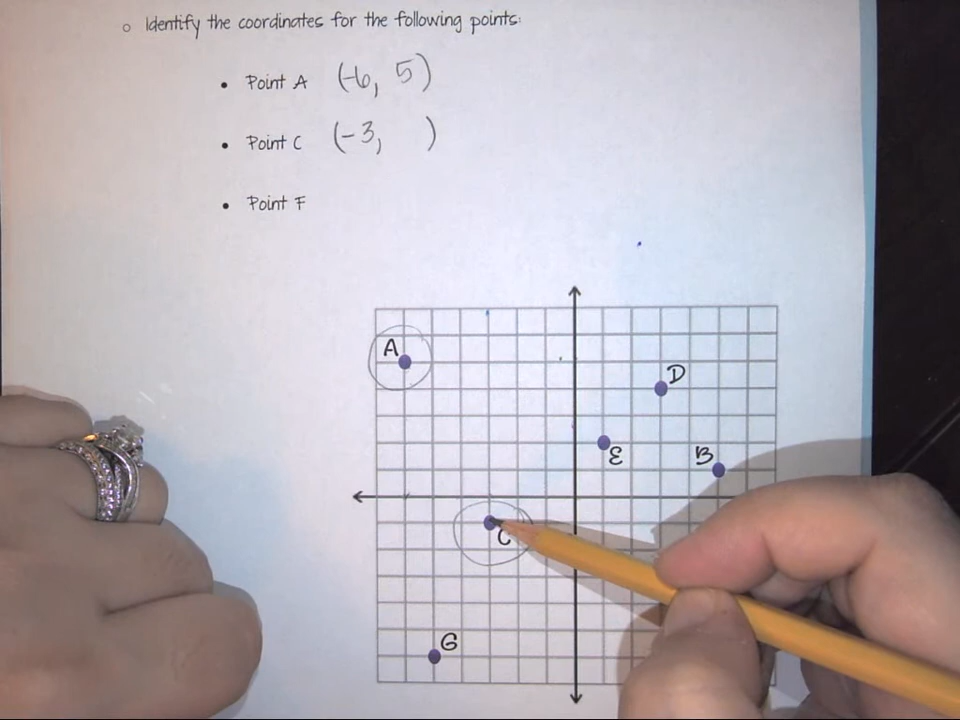 Identify the coordinates for the following points:
Point A (-6, 5)
Point C (-3, )
Point F
A
D
E
B
C
G